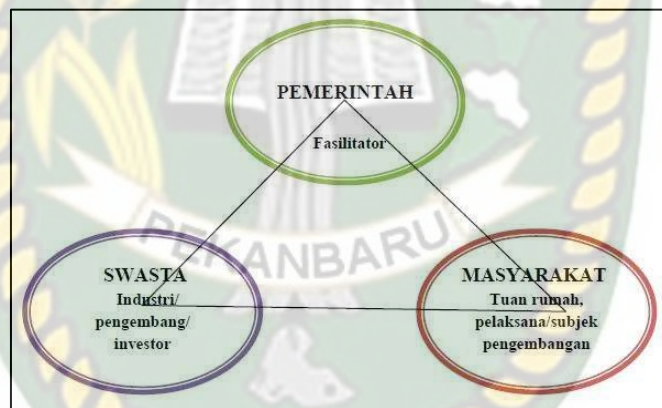 PEMERINTAH
Fasilitator
PEKANBARU
SWASTA
Industri/
pengembang/
investor
MASYARAKAT
Tuan rumah,
pelaksana/subjek
pengembangan